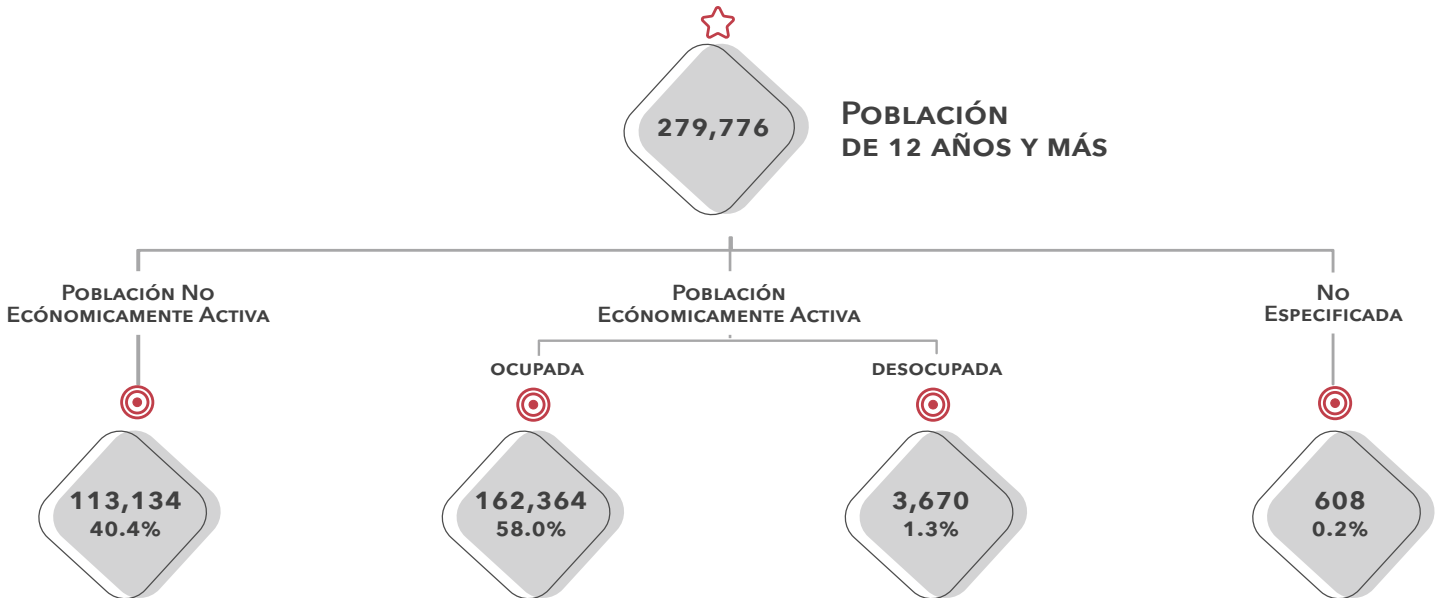 279,776
POBLACIÓN
DE 12 AÑOS Y MÁS
POBLACIÓN NO
ECÓNOMICAMENTE ACTIVA
POBLACIÓN
ECÓNOMICAMENTE ACTIVA
NO
ESPECIFICADA
OCUPADA
DESOCUPADA
113,134
40.4%
162,364
58.0%
3,670
1.3%
608
0.2%